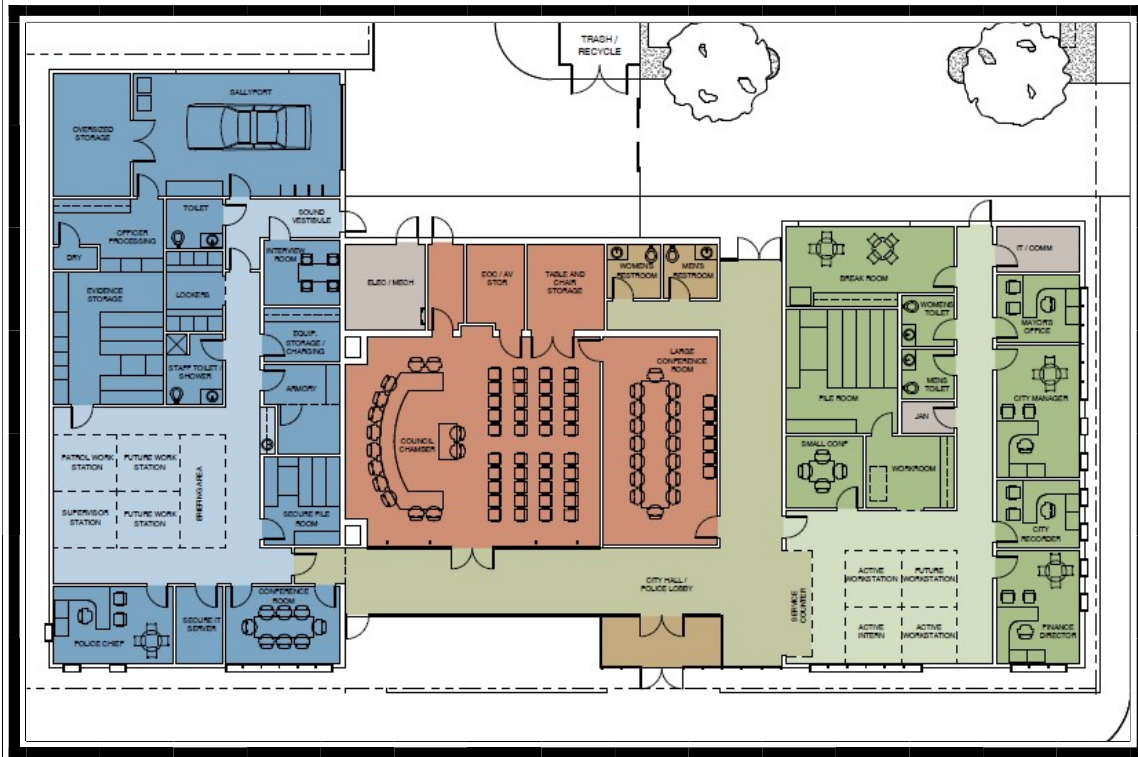 TRASH /
RECYCLE
SALLYPORT
OVERSIZED
STORAGE
TOILET
SOUND
VESTIBULE
OFFICER
PROCESSING
DRY
INTERVIEW
ROOM
EVIDENCE
STORAGE
LOCKERS
EQUIP.
STORAGE /
CHARGING
STAFF TOILET /
SHOWER
ARMORY
PATROL WORK
STATION
FUTURE WORK
STATION
BRIEFING AREA
SUPERVISOR
STATION
FUTURE WORK
STATION
SECURE FILE
ROOM
POLICE CHIEF
SECURE IT
SERVER
CONFERENCE
ROOM
ELEC / MECH
EOC / AV
STOR
TABLE AND
CHAIR
STORAGE
WOMEN'S
RESTROOM
MEN'S
RESTROOM
COUNCIL
CHAMBER
LARGE
CONFERENCE
ROOM
CITY HALL /
POLICE LOBBY
SERVICE
COUNTER
BREAK ROOM
IT / COMM
WOMENS
TOILET
MAYOR'S
OFFICE
FILE ROOM
MENS
TOILET
CITY MANAGER
JAN
SMALL CONF
WORKROOM
CITY
RECORDER
ACTIVE
WORKSTATION
FUTURE
WORKSTATION
ACTIVE
INTERN
ACTIVE
WORKSTATION
FINANCE
DIRECTOR